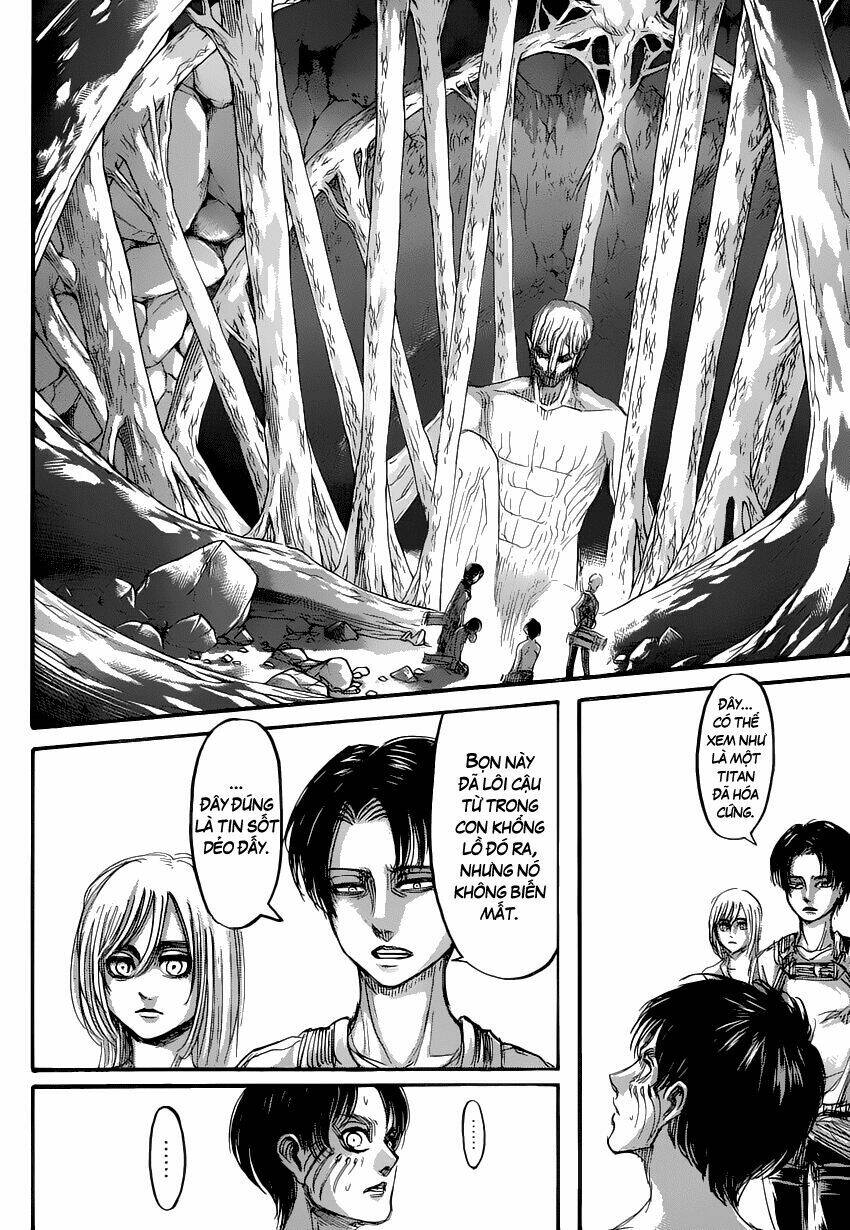 ĐÂY...
CÓ THỂ
XEM NHƯ
LÀ MỘT
TITAN
ĐÃ HÓA
CỨNG.
BỌN NÀY
ĐÃ LÔI CẬU
TỪ TRONG
CON KHỔNG
LỒ ĐÓ RA,
NHƯNG NÓ
KHÔNG BIẾN
MẤT.
...
ĐÂY ĐÚNG
LÀ TIN SỐT
DẺO ĐẤY.
......
......